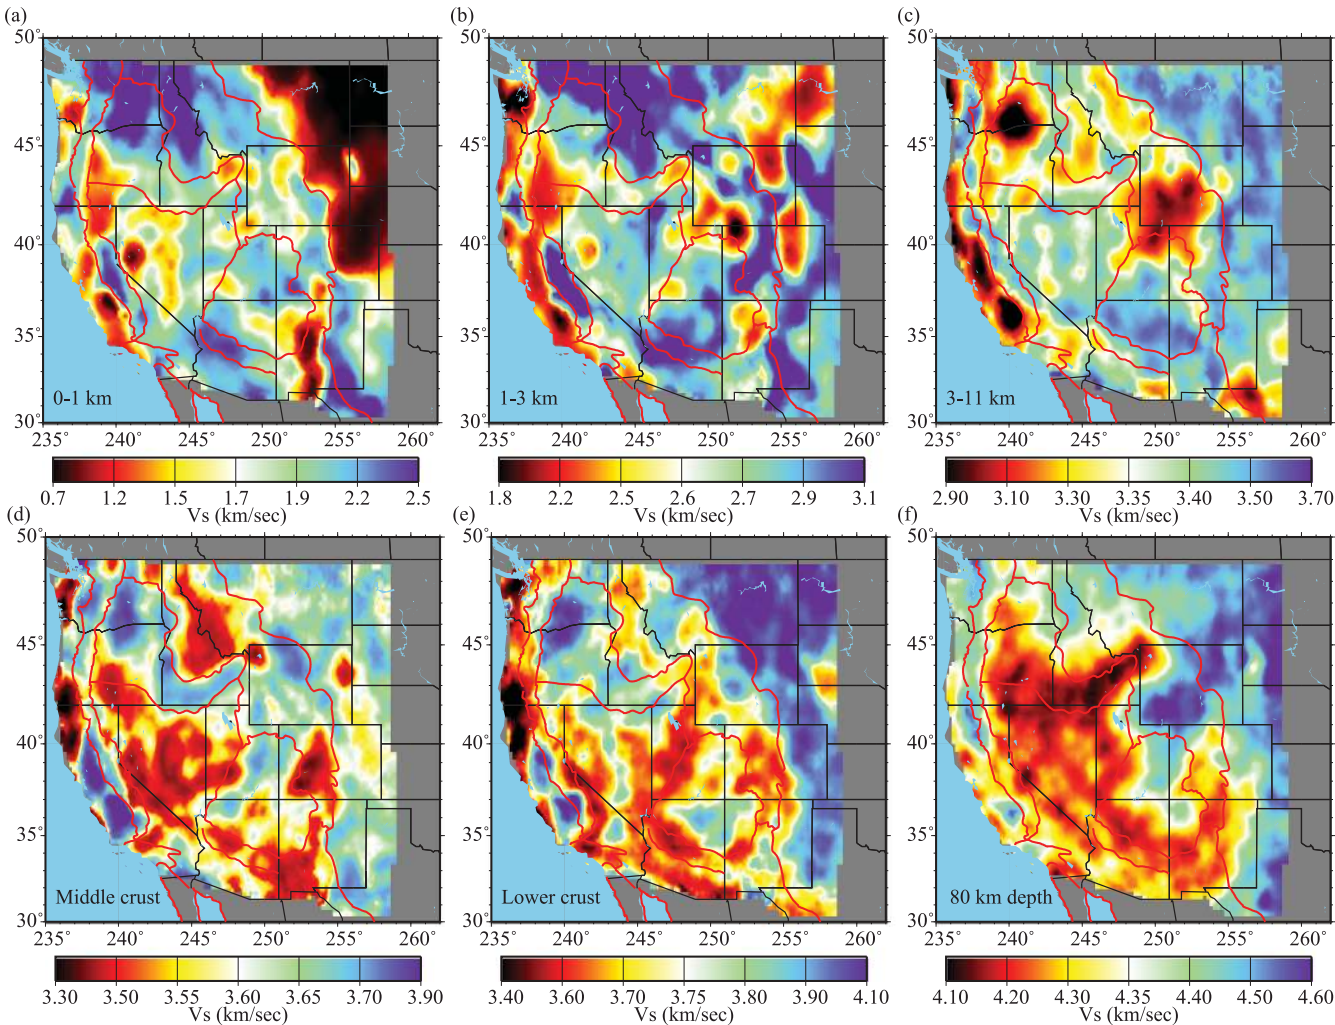 (a) (b) (c)
50° 50° 50°
45° 45° 45°
40° 40° 40°
35° 35° 35°
0-1 km 1-3 km 3-11 km
30° 30° 30°
235 240 245 250 255 260 235 240 245 250 255 260 235 240 245 250 255 260
0.7 1.2 1.5 1.7 1.9 2.2 2.5 1.8 2.2 2.5 2.6 2.7 2.9 3.1 2.90 3.10 3.30 3.35 3.40 3.50 3.70
Vs (km/sec) Vs (km/sec) Vs (km/sec)
(d) (e) (f)
50° 50° 50°
45° 45° 45°
40° 40° 40°
35° 35° 35°
Middle crust Lower crust 80 km depth
30° 30° 30°
235 240 245 250 255 260 235 240 245 250 255 260 235 240 245 250 255 260
3.30 3.50 3.55 3.60 3.65 3.70 3.90 3.40 3.60 3.70 3.75 3.80 3.90 4.10 4.10 4.20 4.30 4.35 4.40 4.50 4.60
Vs (km/sec) Vs (km/sec) Vs (km/sec)